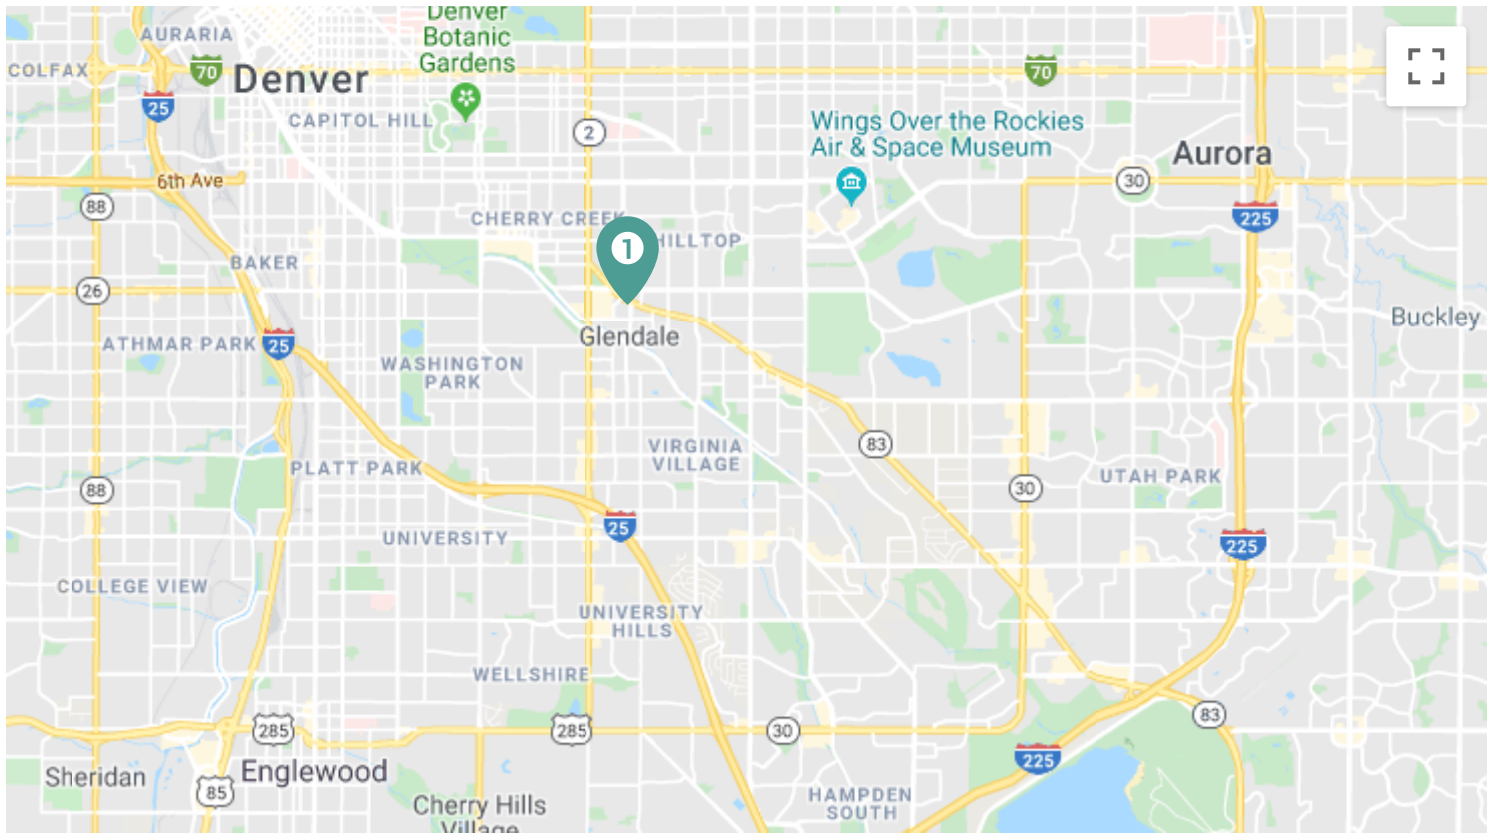 Denver
Botanic
Gardens
AURARIA
COLFAX
70
Denver
25
CAPITOL HILL
2
70
Wings Over the Rockies
Air & Space Museum
Aurora
6th Ave
30
88
CHERRY CREEK
225
1
HILLTOP
BAKER
26
Buckley
ATHMAR PARK
25
Glendale
WASHINGTON
PARK
83
VIRGINIA
VILLAGE
PLATT PARK
UTAH PARK
88
30
25
UNIVERSITY
225
COLLEGE VIEW
UNIVERSITY
HILLS
WELLSHIRE
83
285
285
30
225
Sheridan
Englewood
85
Cherry Hills
Village
HAMPDEN
SOUTH